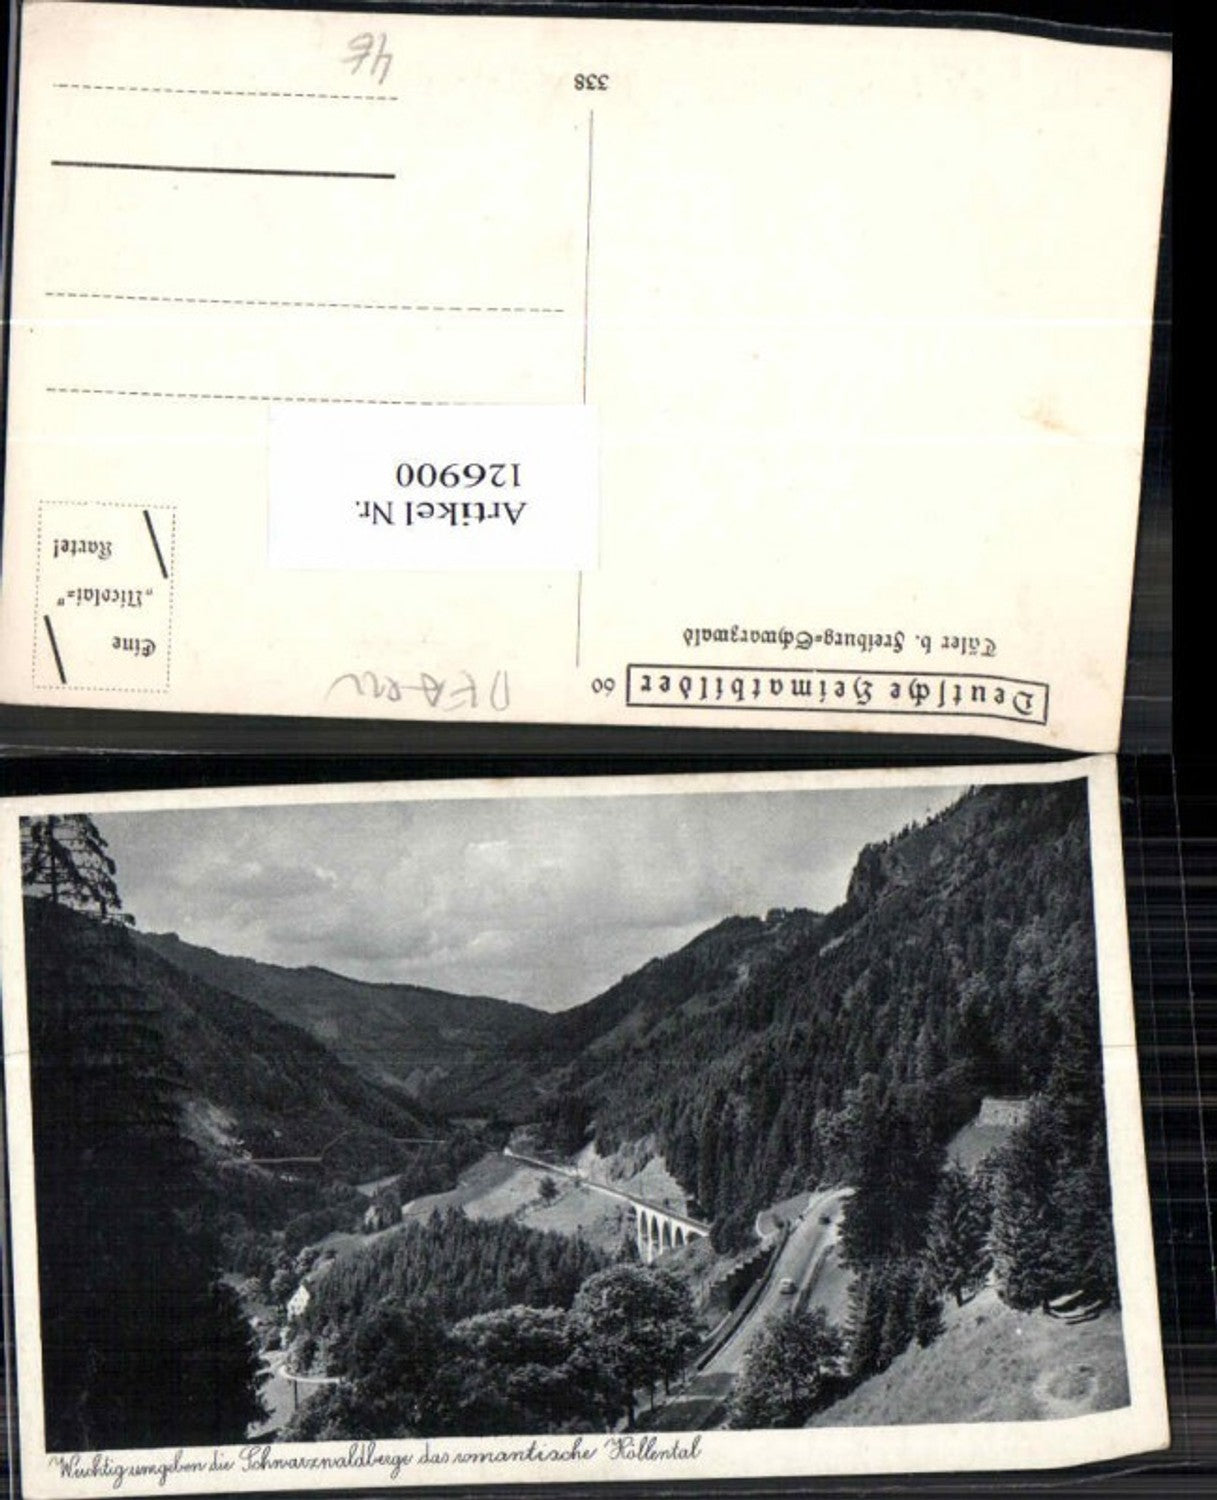 Deutsche Heimatbilder 60
Täler b. Freiburg=Schwarzwald
Eine
„Nicolai="
Karte!
Artikel Nr.
126900
338
Wuchtig umgeben die Schwarzwaldberge das romantische Höllental